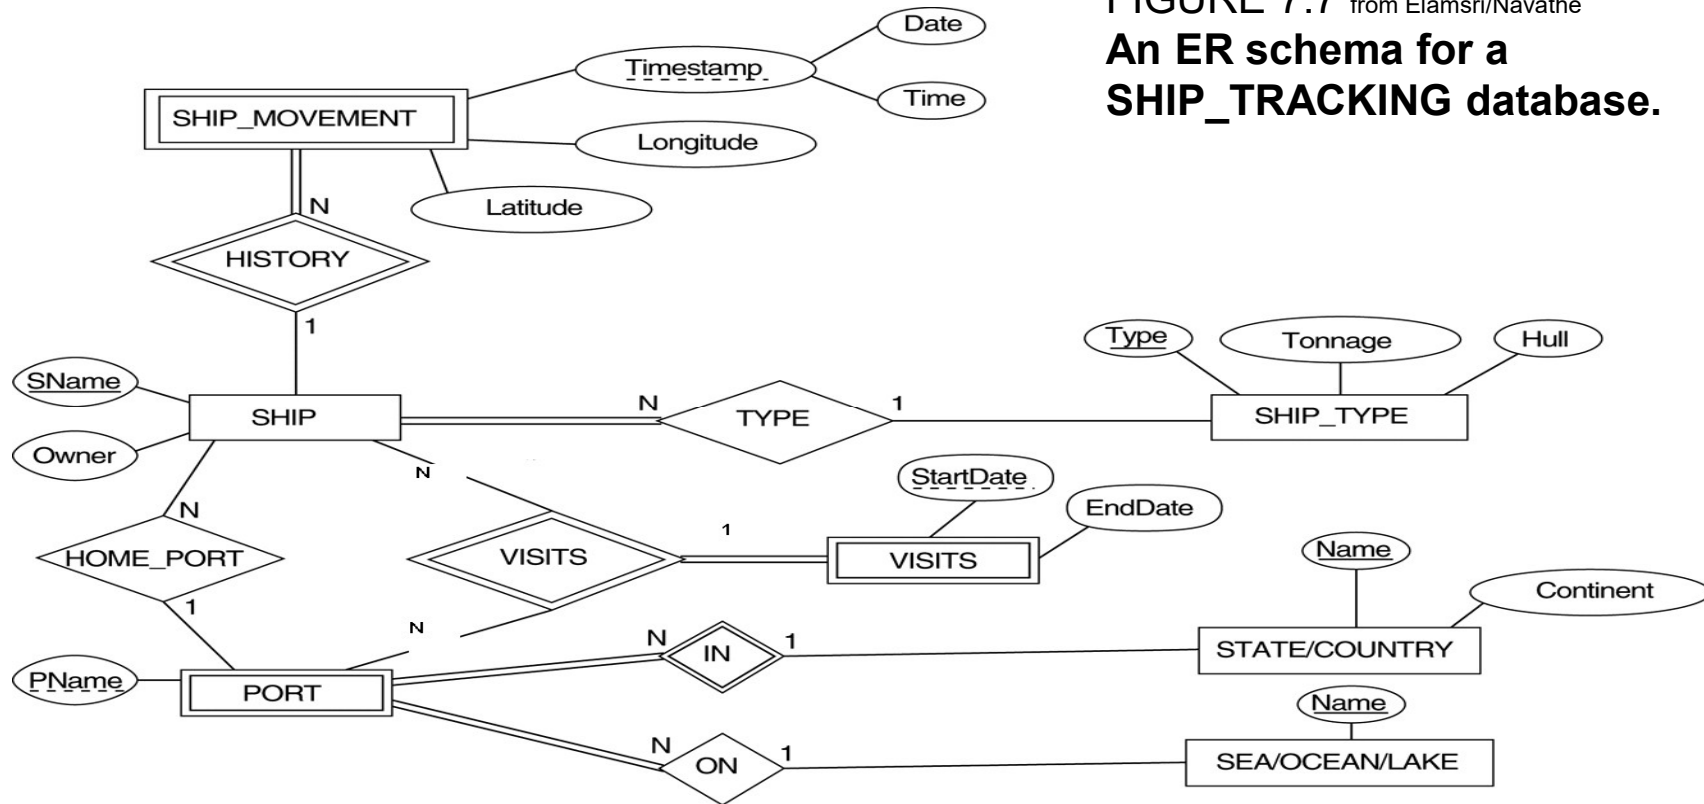 FIGURE 7.7 from Elamsri/Navathe
An ER schema for a
SHIP_TRACKING database.
Date
Timestamp
Time
SHIP_MOVEMENT
Longitude
Latitude
N
HISTORY
1
Type
Tonnage
Hull
SName
SHIP
N
TYPE
1
SHIP_TYPE
Owner
N
StartDate
EndDate
N
1
HOME_PORT
VISITS
VISITS
Name
Continent
1
N
N
IN
1
STATE/COUNTRY
PName
PORT
Name
N
ON
1
SEA/OCEAN/LAKE